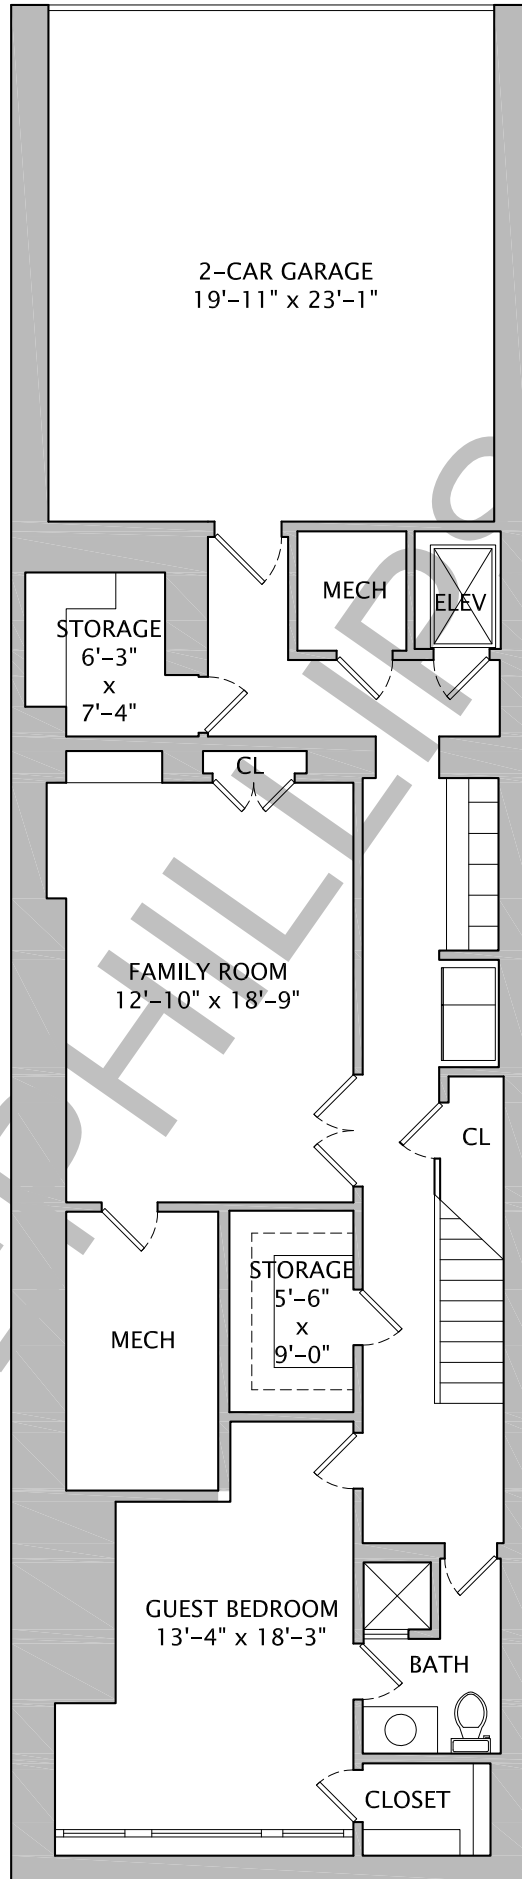 2-CAR GARAGE
19'-11" x 23'-1"
MECH
ELEV
STORAGE
6'-3"
x
7'-4"
CL
FAMILY ROOM
12'-10" x 18'-9"
CL
STORAGE
5'-6"
x
9'-0"
MECH
GUEST BEDROOM
13'-4" x 18'-3"
BATH
CLOSET
PHILLIPS